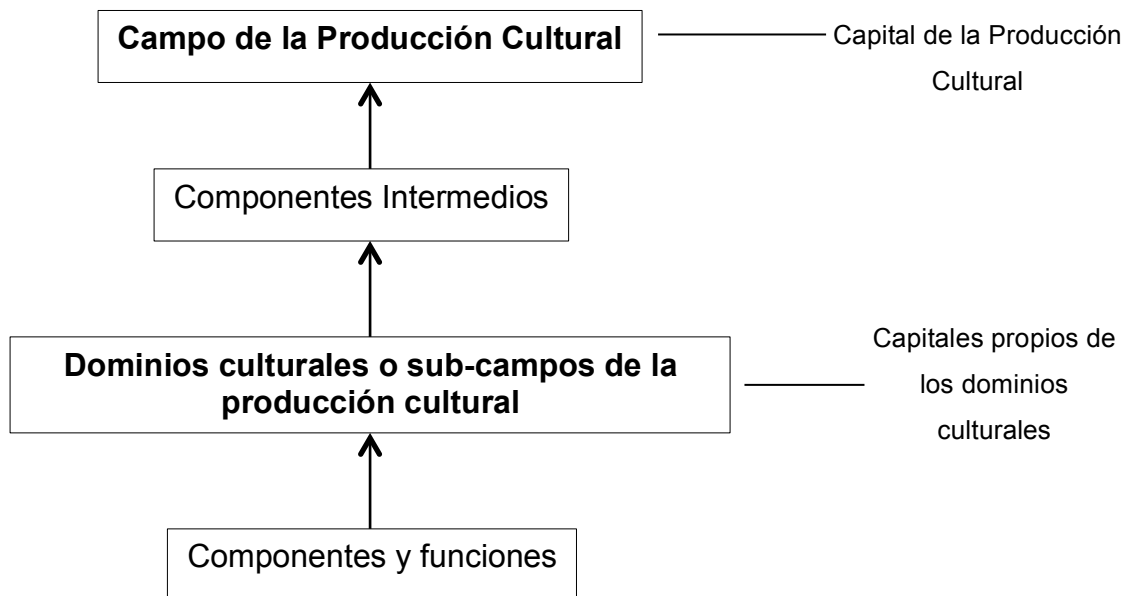 Campo de la Producción Cultural
Capital de la Producción
Cultural
Componentes Intermedios
Dominios culturales o sub-campos de la
producción cultural
Capitales propios de
los dominios
culturales
Componentes y funciones